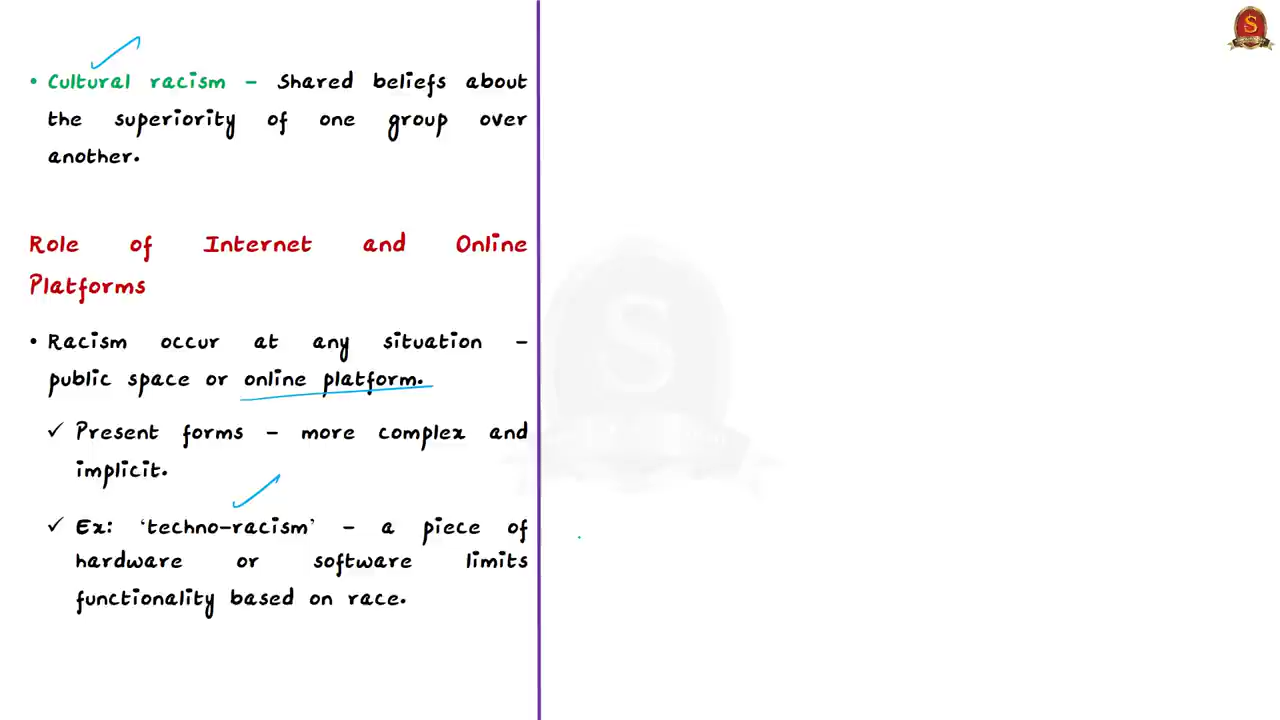 • Cultural racism – Shared beliefs about
the superiority of one group over
another.
Role of Internet and Online
Platforms
• Racism occur at any situation –
public space or online platform.
✓ Present forms – more complex and
implicit.
✓ Ex: ‘techno-racism’ – a piece of
hardware or software limits
functionality based on race.
S
S